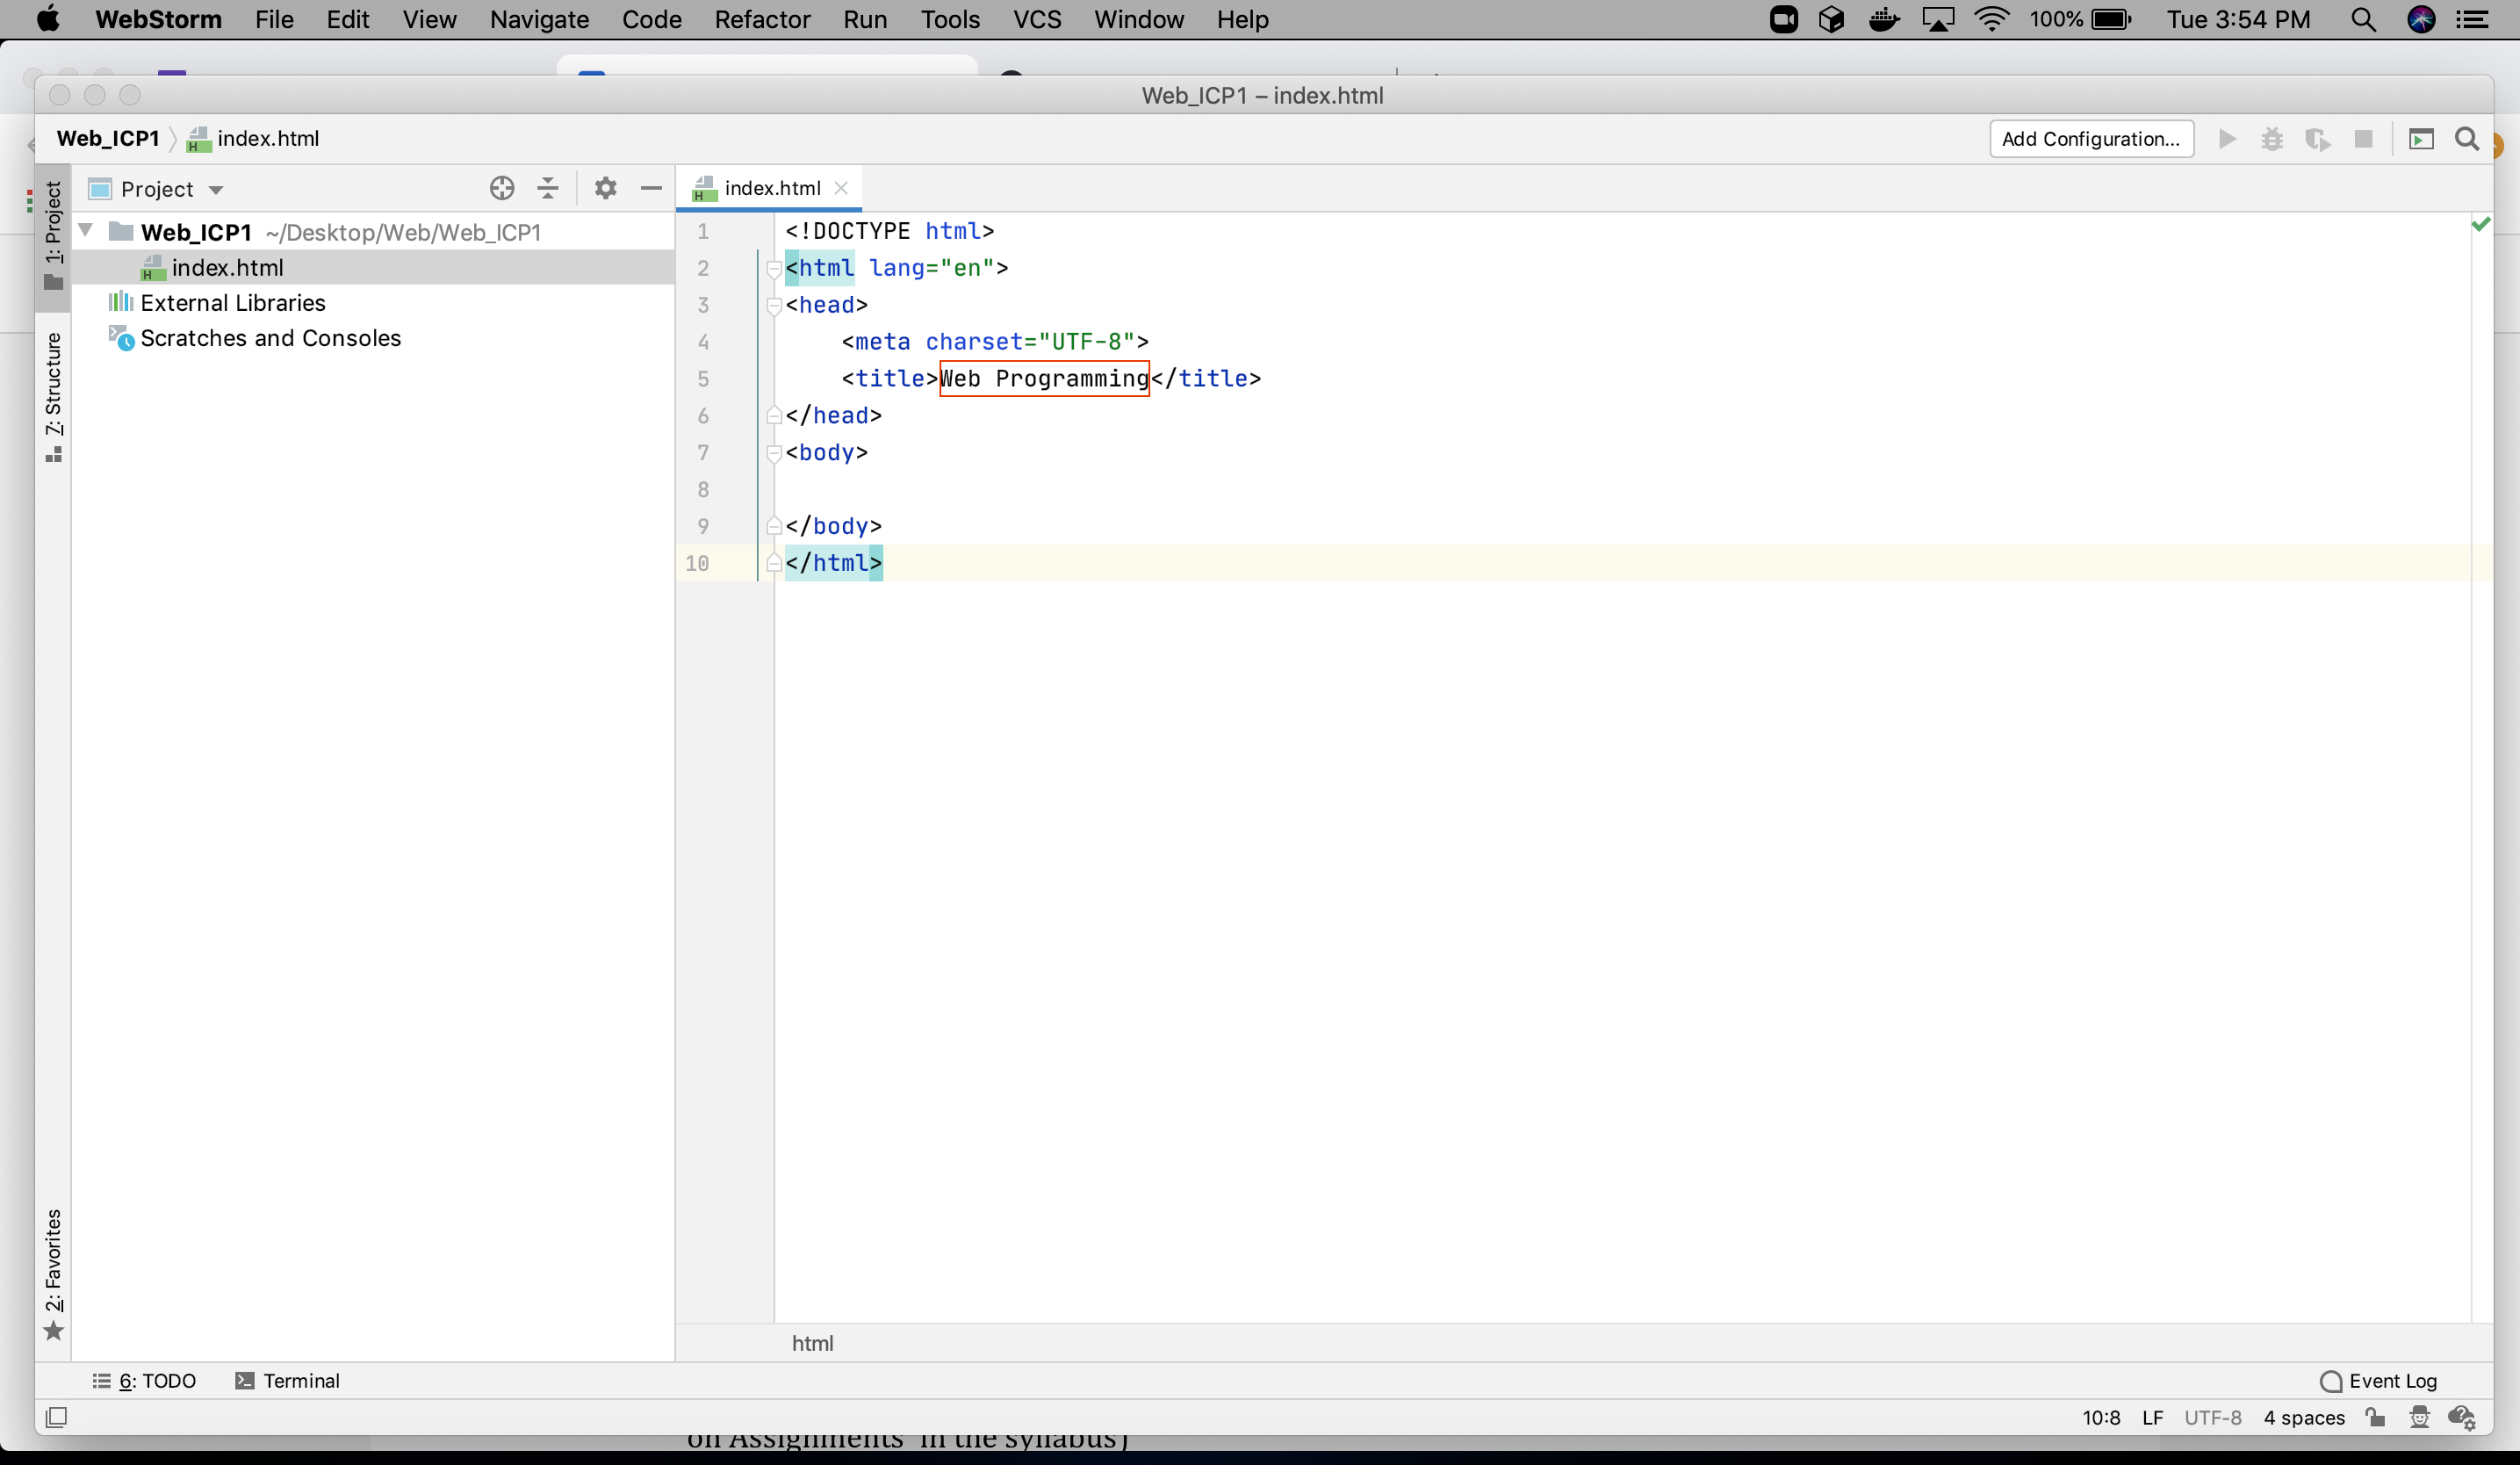 WebStorm File Edit View Navigate Code Refactor Run Tools VCS Window Help 100% Tue 3:54 PM
Web_ICP1 – index.html
Web_ICP1 index.html Add Configuration...
1: Project
7: Structure
2: Favorites
Project
Web_ICP1 ~/Desktop/Web/Web_ICP1
index.html
External Libraries
Scratches and Consoles
index.html
1 <!DOCTYPE html>
2 <html lang="en">
3 <head>
4     <meta charset="UTF-8">
5     <title>Web Programming</title>
6 </head>
7 <body>
8
9 </body>
10 </html>
html
6: TODO Terminal Event Log
10:8 LF UTF-8 4 spaces
on Assignments in the syllabus)